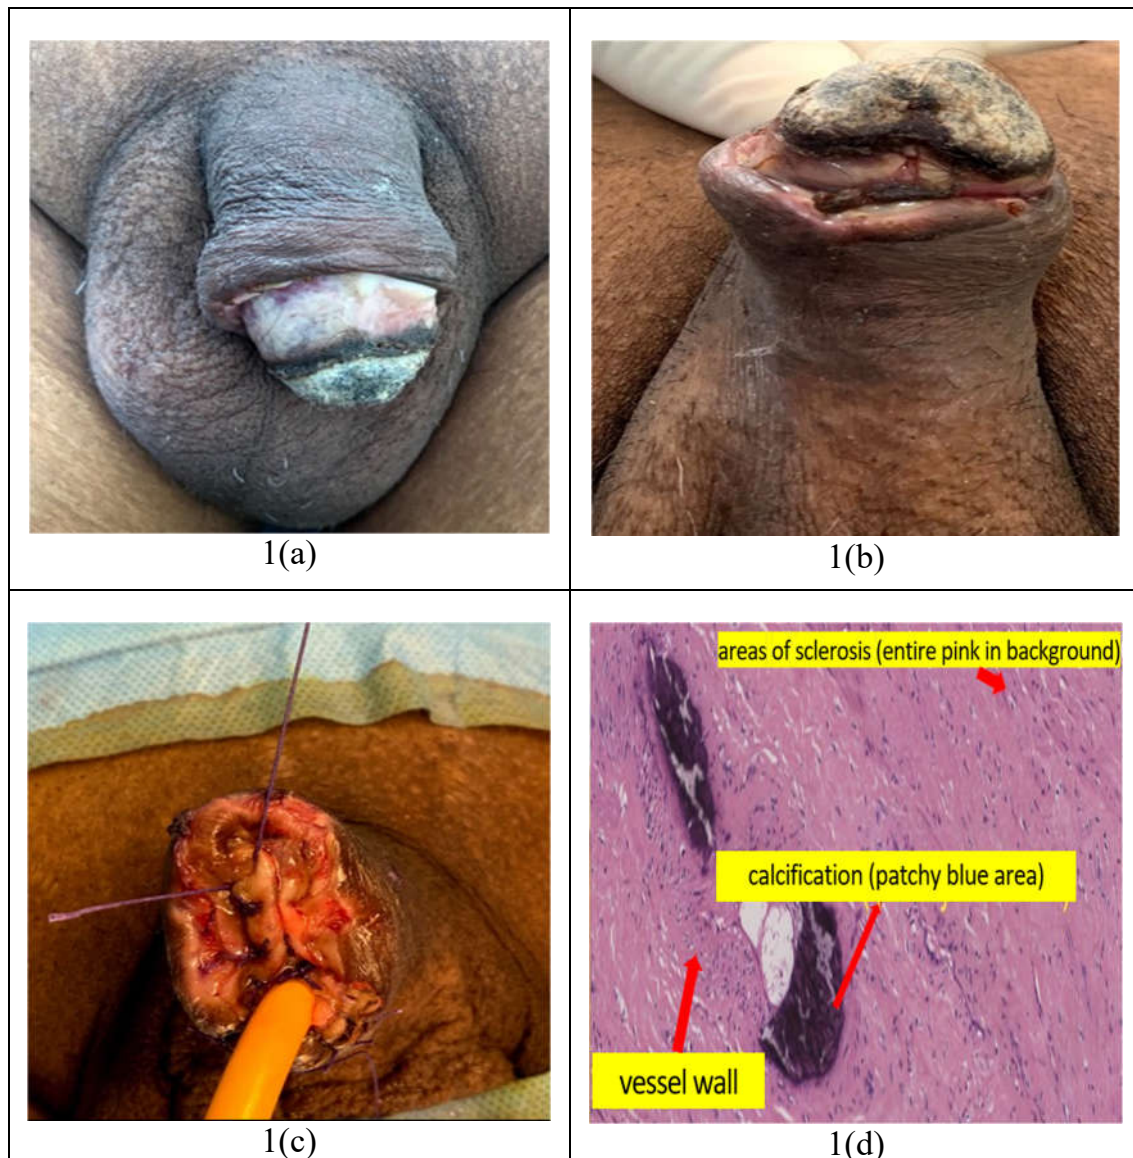 1(a)
1(b)
1(c)
areas of sclerosis (entire pink in background)
calcification (patchy blue area)
vessel wall
1(d)